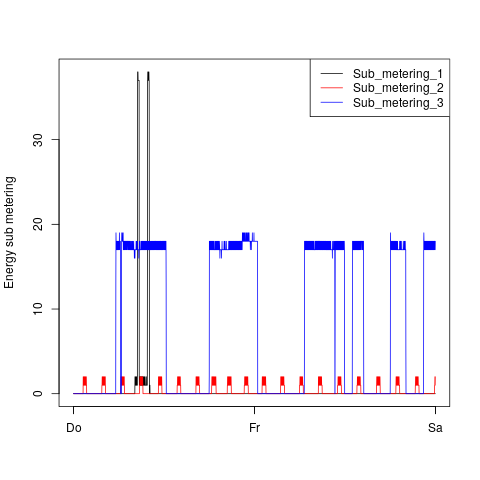 Sub_metering_1
Sub_metering_2
Sub_metering_3
Energy sub metering
30
20
10
0
Do Fr Sa